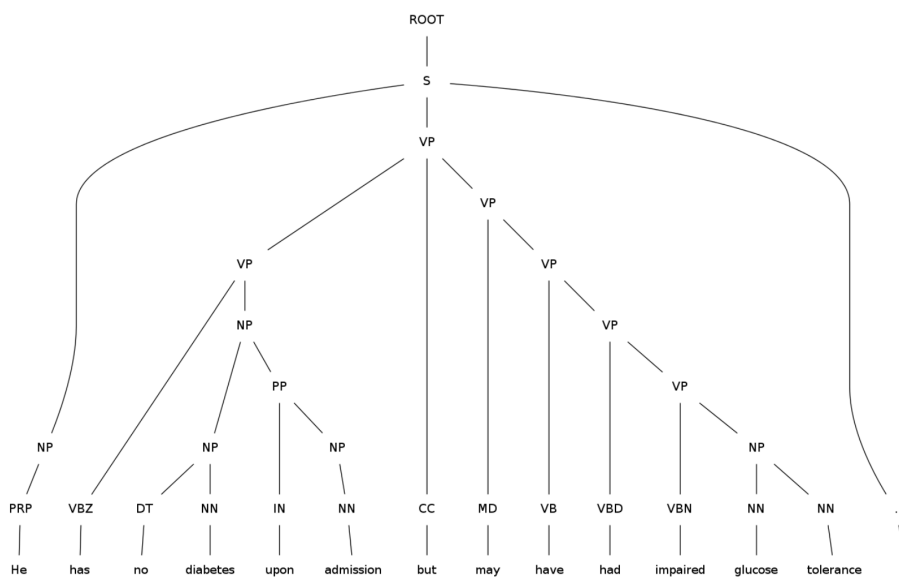 ROOT
S
VP
VP
VP
VP
NP
VP
PP
VP
NP
NP
NP
NP
PRP VBZ DT NN IN NN CC MD VB VBD VBN NN NN .
He has no diabetes upon admission but may have had impaired glucose tolerance